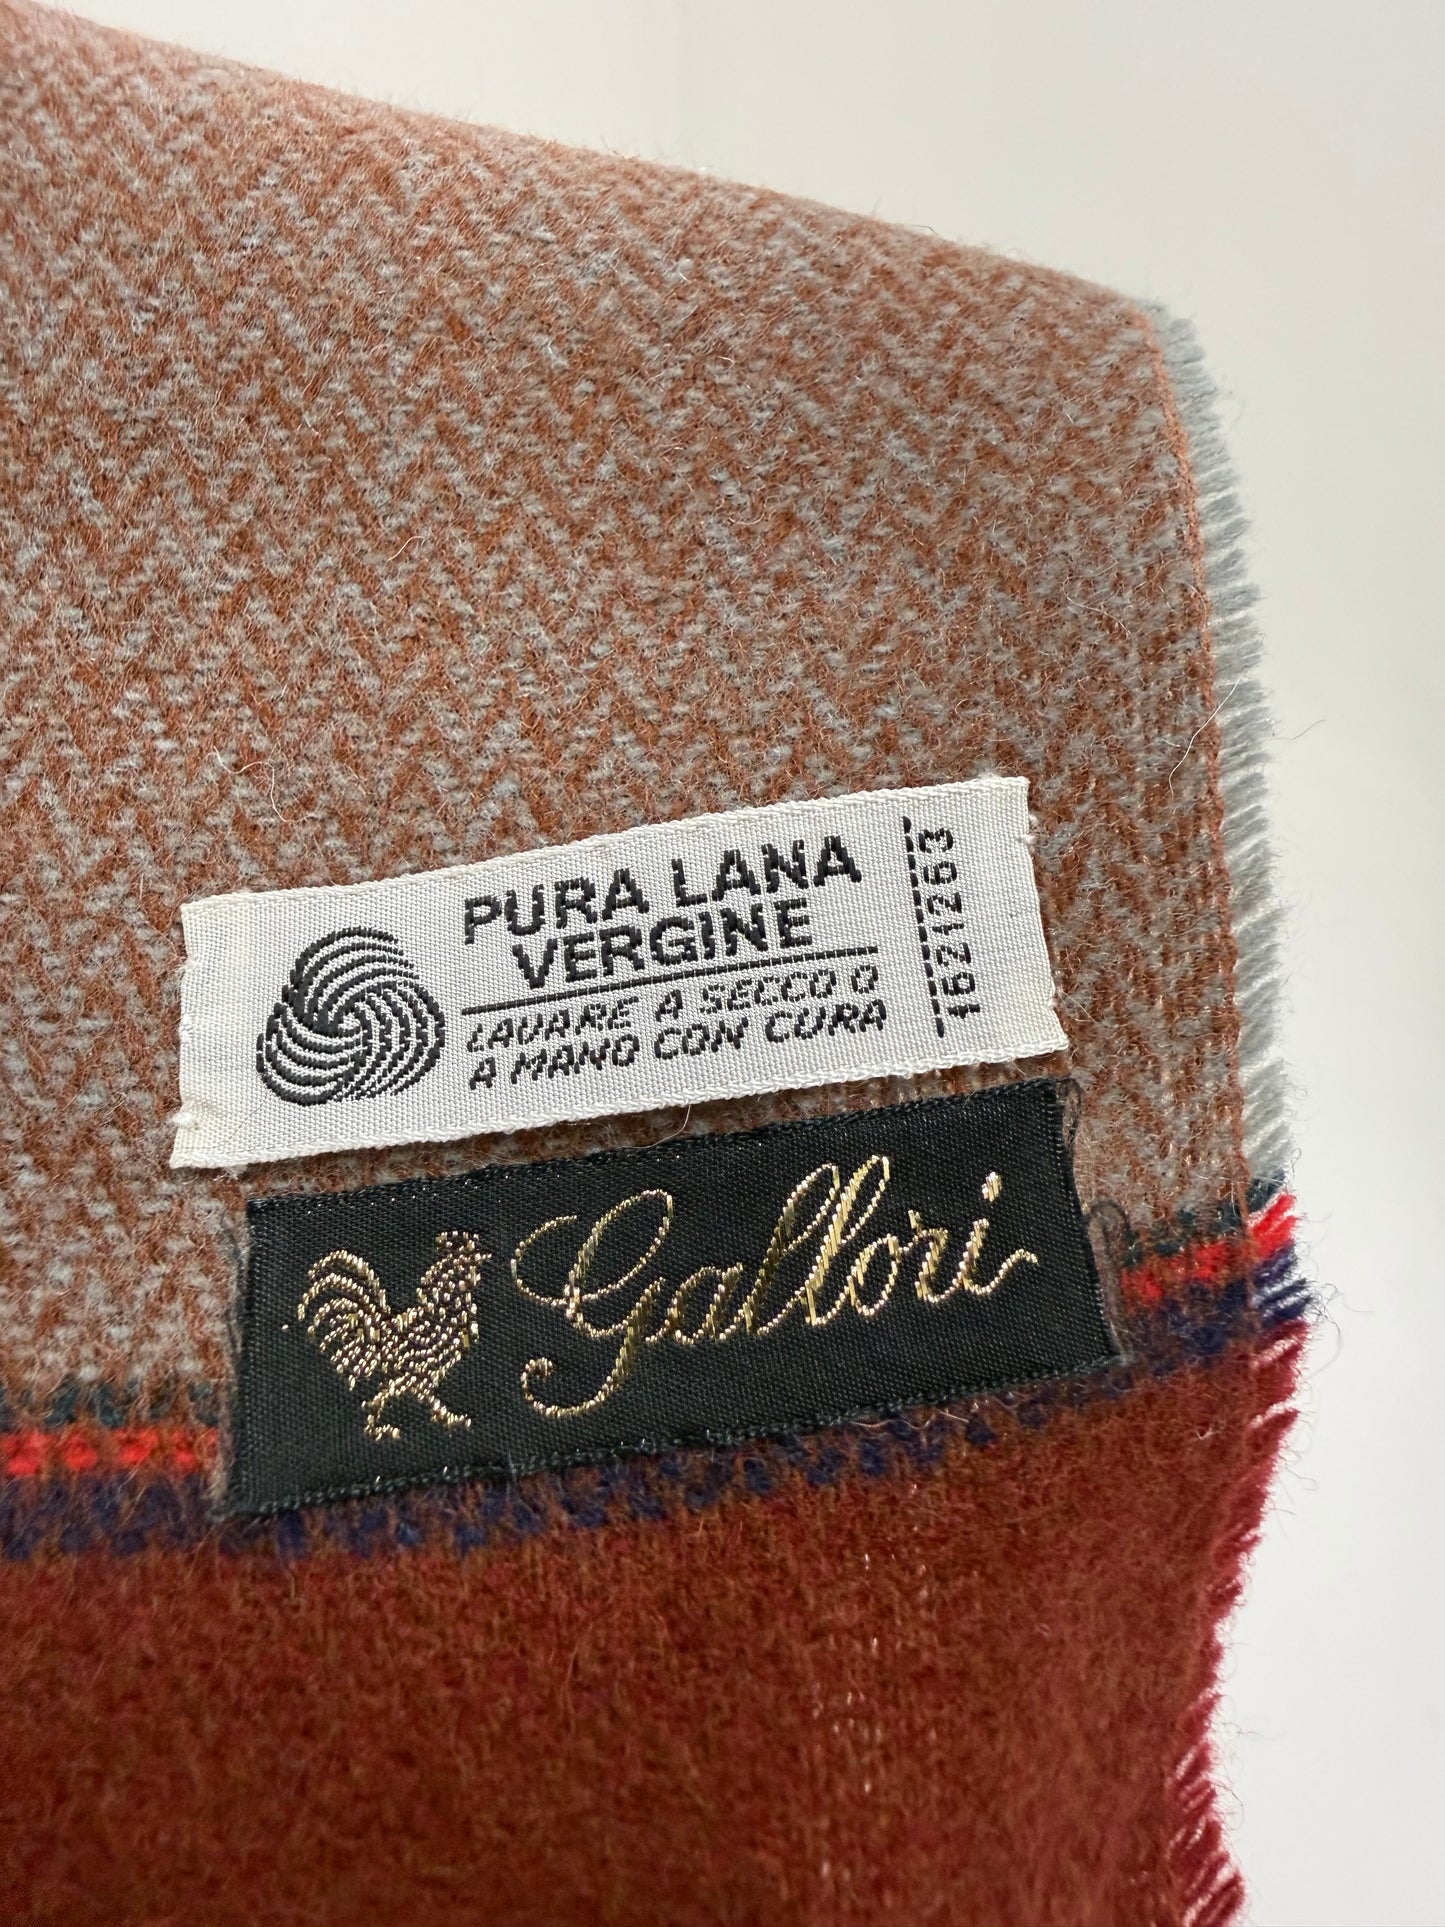 PURA LANA
VERGINE
LAVARE A SECCO O
A MANO CON CURA
1621263
Gallori